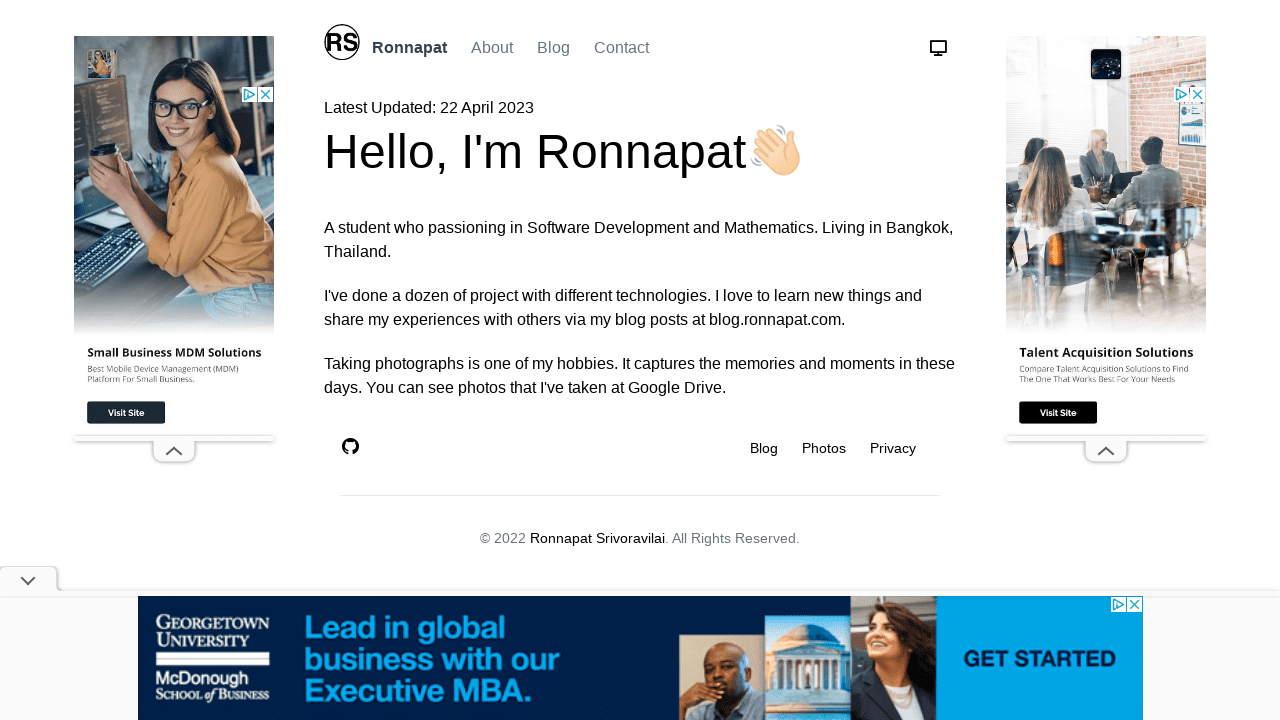 RS Ronnapat About Blog Contact
Latest Updated: 22 April 2023
Hello, I'm Ronnapat
A student who passioning in Software Development and Mathematics. Living in Bangkok,
Thailand.
I've done a dozen of project with different technologies. I love to learn new things and
share my experiences with others via my blog posts at blog.ronnapat.com.
Taking photographs is one of my hobbies. It captures the memories and moments in these
days. You can see photos that I've taken at Google Drive.
Blog Photos Privacy
© 2022 Ronnapat Srivoravilai. All Rights Reserved.
Small Business MDM Solutions
Best Mobile Device Management (MDM)
Platform For Small Business.
Visit Site
Talent Acquisition Solutions
Compare Talent Acquisition Solutions to Find
The One That Works Best For Your Needs
Visit Site
GEORGETOWN
UNIVERSITY
McDonough
SCHOOL of BUSINESS
Lead in global
business with our
Executive MBA.
GET STARTED